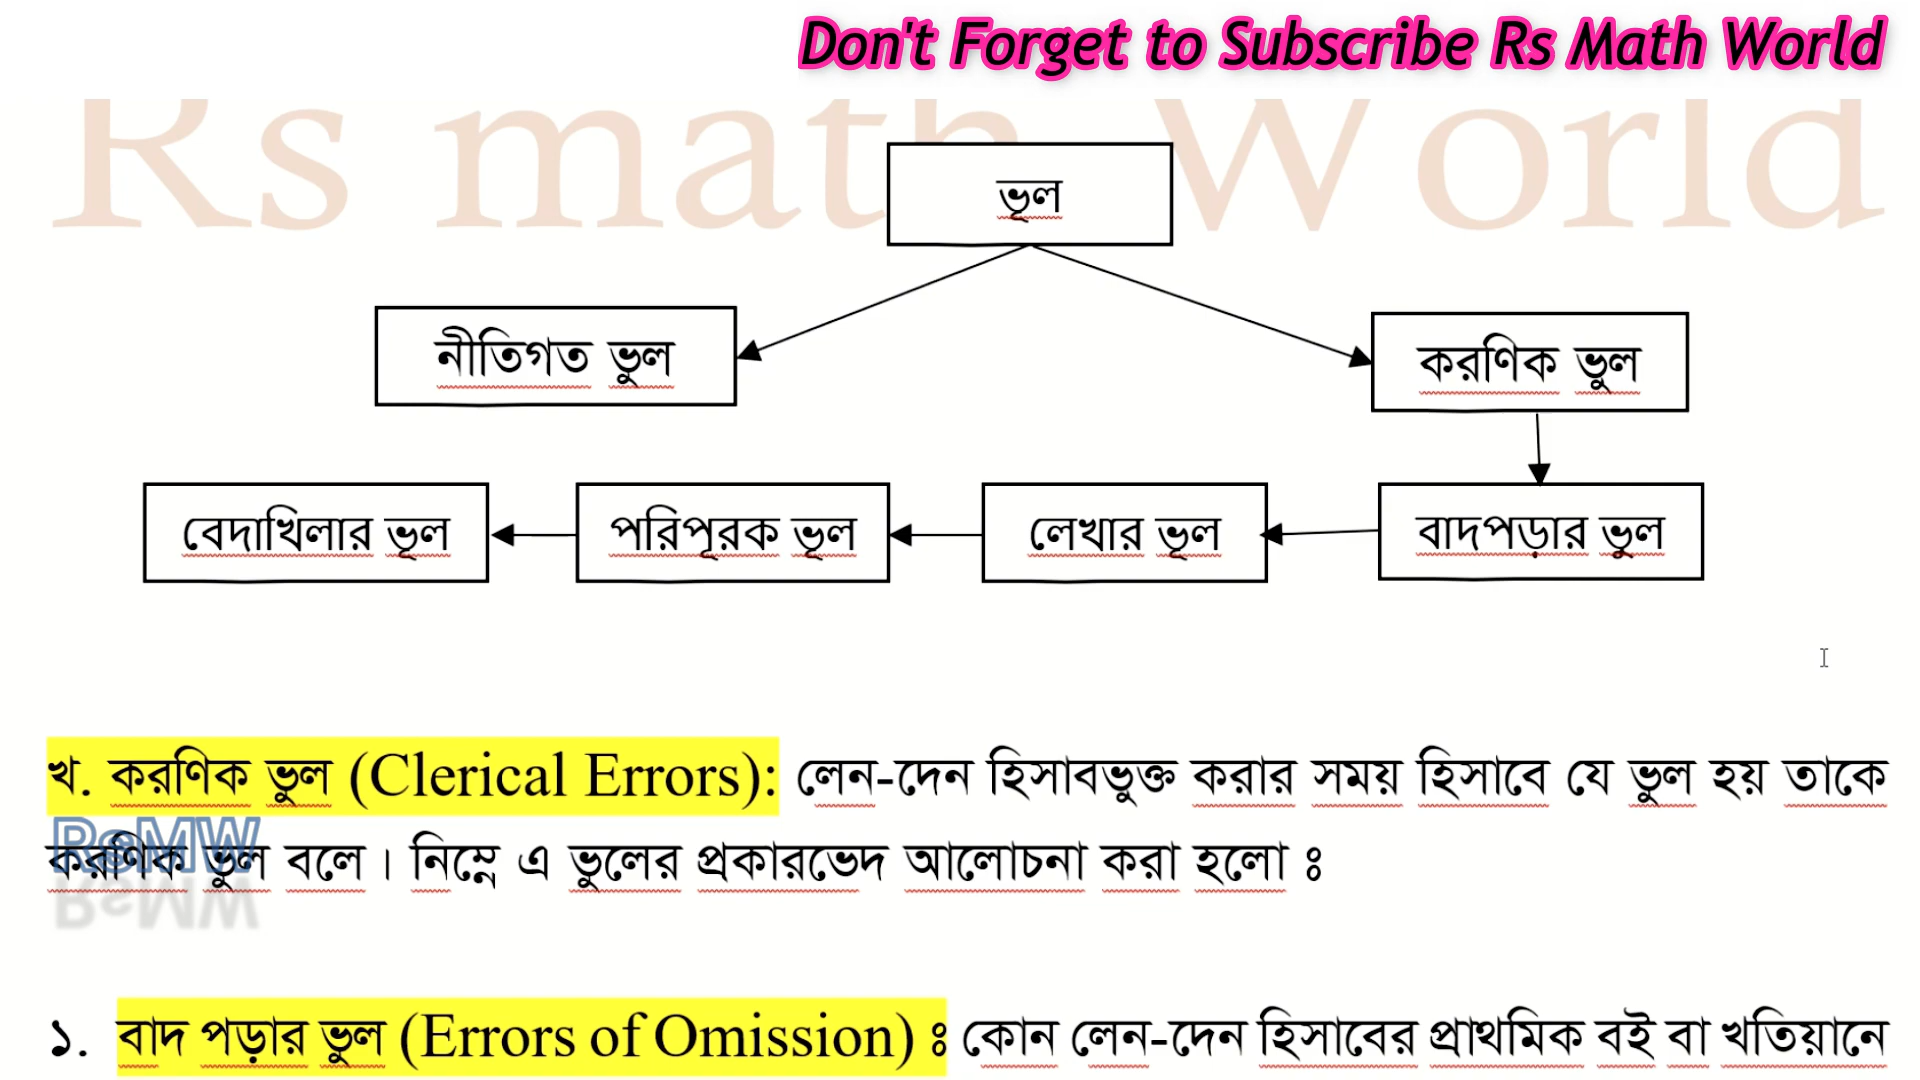 Don't Forget to Subscribe Rs Math World
Rs math World
ভূল
নীতিগত ভুল
করণিক ভুল
বেদাখিলার ভূল
পরিপূরক ভূল
লেখার ভূল
বাদপড়ার ভুল
খ. করণিক ভুল (Clerical Errors): লেন-দেন হিসাবভুক্ত করার সময় হিসাবে যে ভুল হয় তাকে
করণিক ভুল বলে। নিম্নে এ ভুলের প্রকারভেদ আলোচনা করা হলো ঃ
RsMW
১. বাদ পড়ার ভুল (Errors of Omission) ঃ কোন লেন-দেন হিসাবের প্রাথমিক বই বা খতিয়ানে